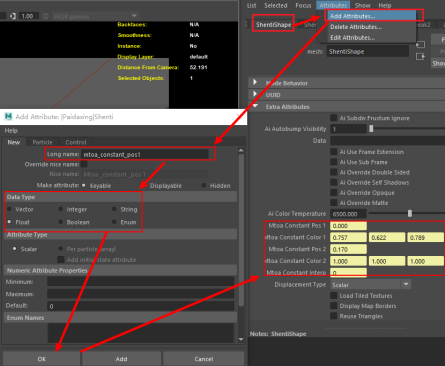 1.00
Backfaces: N/A
Smoothness: N/A
Instance: No
Display Layer: default
Distance From Camera: 52.191
Selected Objects: 1
List Selected Focus Attributes Show Help
ShentiShape
Add Attributes...
Delete Attributes...
Edit Attributes...
mesh: ShentiShape
Show
Node Behavior
UUID
Extra Attributes
Ai Subdiv Frustum Ignore
Ai Autobump Visibility 1
Data
Ai Use Frame Extension
Ai Use Sub Frame
Ai Override Double Sided
Ai Override Self Shadows
Ai Override Opaque
Ai Override Matte
Ai Color Temperature 6500.000
Mtoa Constant Pos 1 0.000
Mtoa Constant Color 1 0.757 0.622 0.789
Mtoa Constant Pos 2 0.170
Mtoa Constant Color 2 1.000 1.000 1.000
Mtoa Constant Interp 0
Displacement Type Scalar
Load Tiled Textures
Display Map Borders
Reuse Triangles
Notes: ShentiShape
Add Attribute: |Paidaxing|Shenti
Help
New Particle Control
Long name: mtoa_constant_pos1
Override nice name:
Nice name: Mtoa _constant _pos 1
Make attribute: Keyable Displayable Hidden
Data Type
Vector Integer String
Float Boolean Enum
Attribute Type
Scalar Per particle (array)
Add initial state attribute
Numeric Attribute Properties
Minimum:
Maximum:
Default: 0
Enum Names
OK Add Cancel